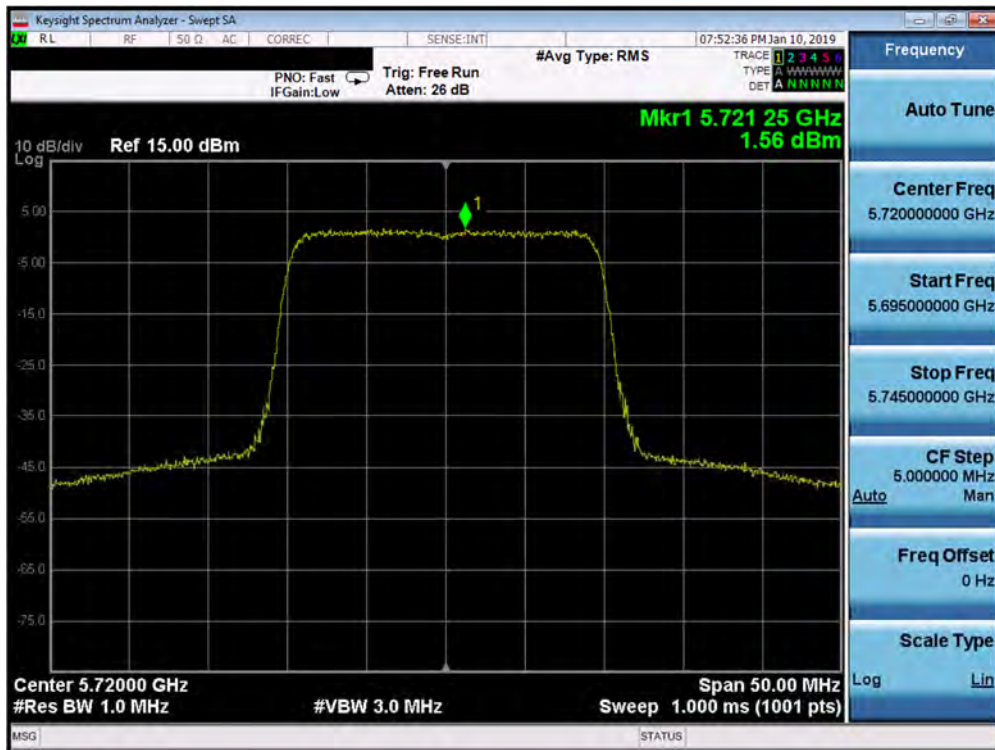 Keysight Spectrum Analyzer - Swept SA
LXI RL RF 50 Ω AC CORREC SENSE:INT 07:52:36 PM Jan 10, 2019
#Avg Type: RMS TRACE 1 2 3 4 5 6
PNO: Fast Trig: Free Run TYPE A WWWWW
IFGain:Low Atten: 26 dB DET A N N N N N
Mkr1 5.721 25 GHz
1.56 dBm
10 dB/div Ref 15.00 dBm
Log
1
5.00
-5.00
-15.0
-25.0
-35.0
-45.0
-55.0
-65.0
-75.0
Center 5.72000 GHz Span 50.00 MHz
#Res BW 1.0 MHz #VBW 3.0 MHz Sweep 1.000 ms (1001 pts)
MSG STATUS
Frequency
Auto Tune
Center Freq
5.720000000 GHz
Start Freq
5.695000000 GHz
Stop Freq
5.745000000 GHz
CF Step
5.000000 MHz
Auto Man
Freq Offset
0 Hz
Scale Type
Log Lin